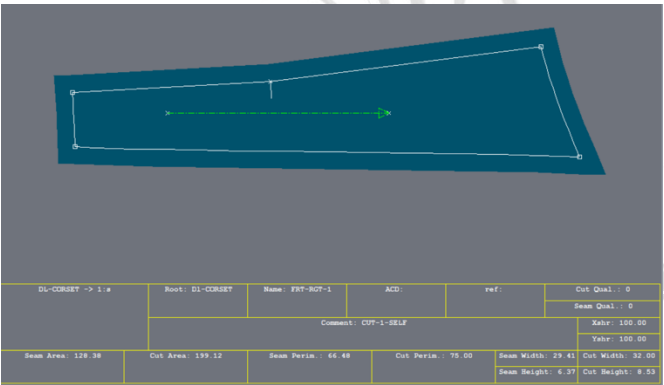 DL-CORSET -> 1:s Root: D1-CORSET Name: FRT-RGT-1 ACD: ref: Cut Qual.: 0
Seam Qual.: 0
Comment: CUT-1-SELF Xshr: 100.00
Yshr: 100.00
Seam Area: 128.38 Cut Area: 199.12 Seam Perim.: 66.48 Cut Perim.: 75.00 Seam Width: 29.41 Cut Width: 32.00
Seam Height: 6.37 Cut Height: 8.53